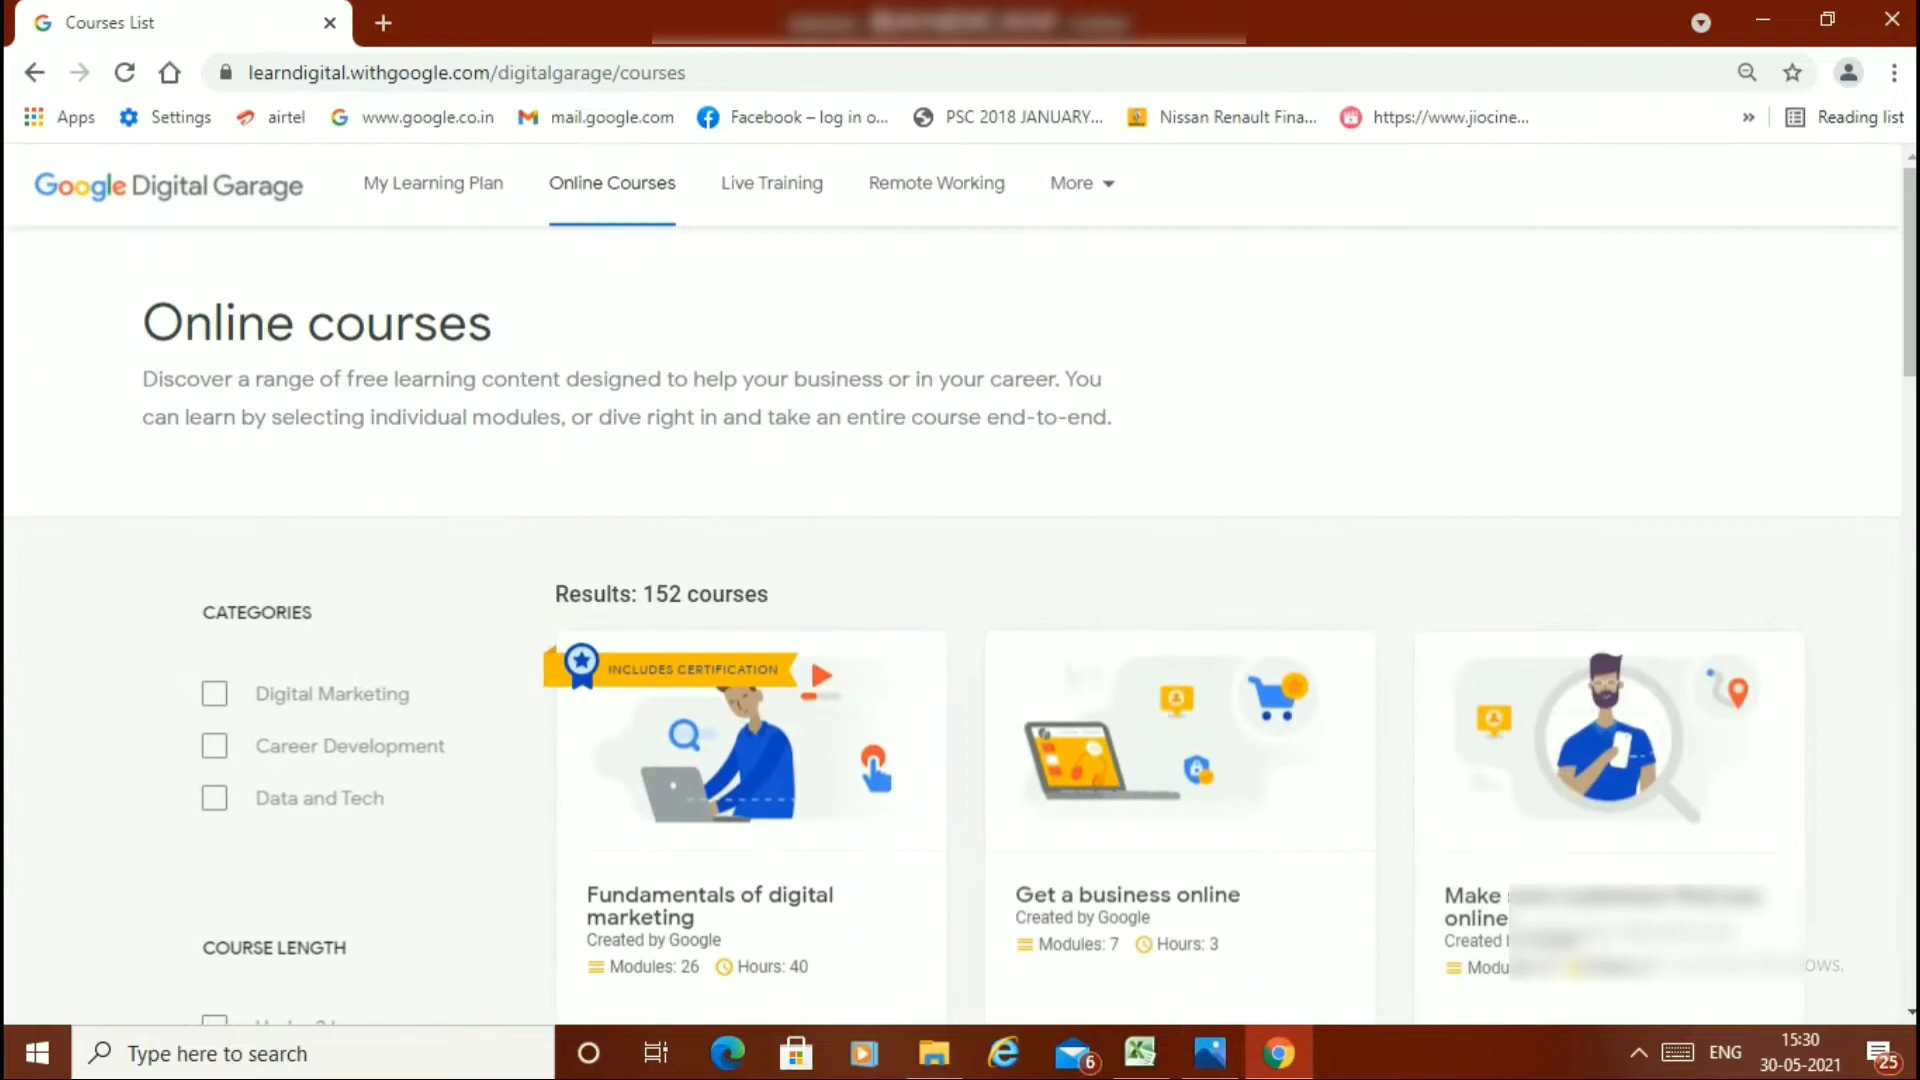 Courses List
learndigital.withgoogle.com/digitalgarage/courses
Apps Settings airtel www.google.co.in mail.google.com Facebook – log in o... PSC 2018 JANUARY... Nissan Renault Fina... https://www.jiocine... » Reading list
Google Digital Garage My Learning Plan Online Courses Live Training Remote Working More
Online courses
Discover a range of free learning content designed to help your business or in your career. You
can learn by selecting individual modules, or dive right in and take an entire course end-to-end.
Results: 152 courses
CATEGORIES
Digital Marketing
Career Development
Data and Tech
COURSE LENGTH
INCLUDES CERTIFICATION
Fundamentals of digital
marketing
Created by Google
Modules: 26 Hours: 40
Get a business online
Created by Google
Modules: 7 Hours: 3
Make
online
Created
Type here to search
6
ENG
15:30
30-05-2021
25